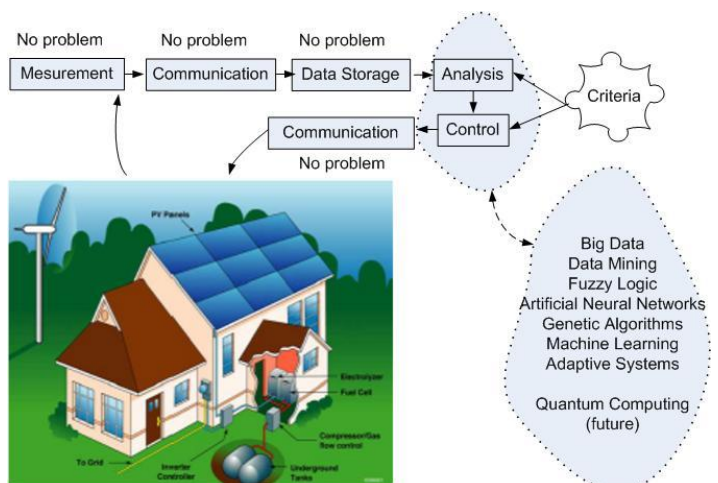 No problem
No problem
No problem
Mesurement
Communication
Data Storage
Analysis
Criteria
Communication
Control
No problem
PV Panels
Electrolyzer
Fuel Cell
Compressor/Gas
flow control
To Grid
Inverter
Controller
Underground
Tanks
Big Data
Data Mining
Fuzzy Logic
Artificial Neural Networks
Genetic Algorithms
Machine Learning
Adaptive Systems
Quantum Computing
(future)